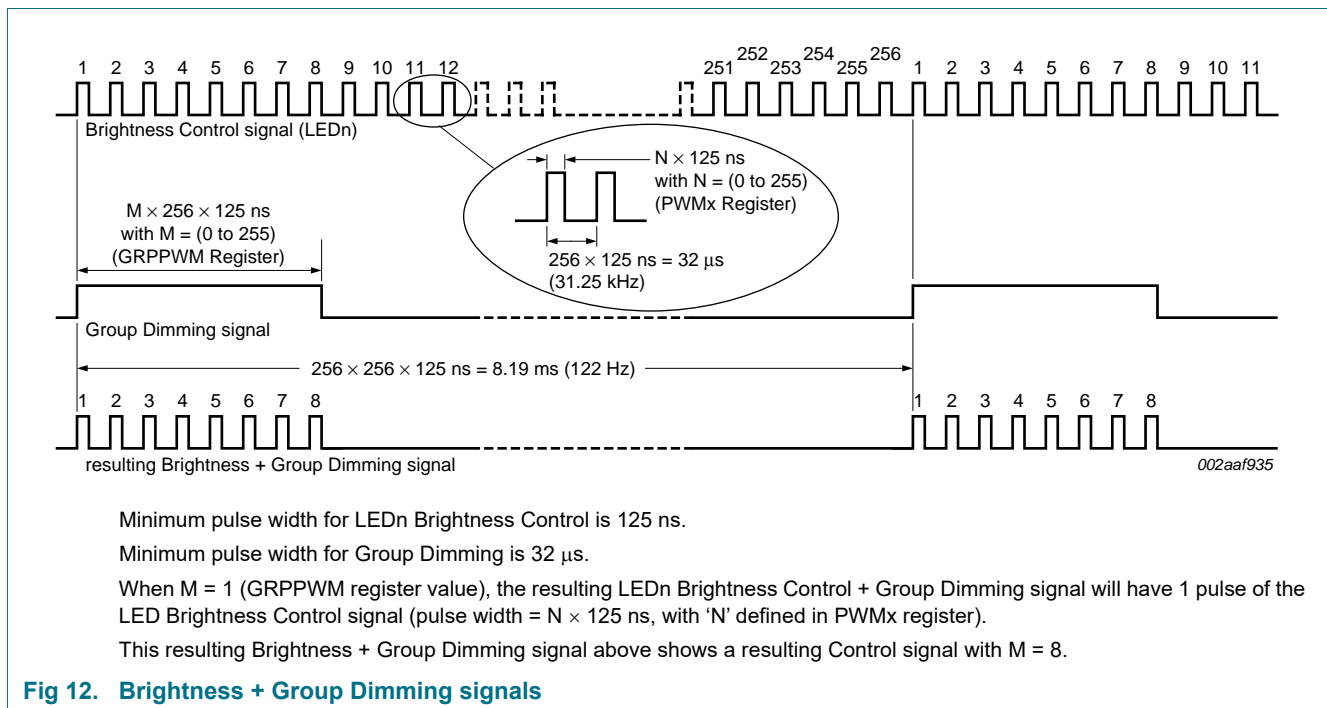 1 2 3 4 5 6 7 8 9 10 11 12 251 252 253 254 255 256 1 2 3 4 5 6 7 8 9 10 11
Brightness Control signal (LEDn)
N × 125 ns
with N = (0 to 255)
(PWMx Register)
M × 256 × 125 ns
with M = (0 to 255)
(GRPPWM Register)
256 × 125 ns = 32 μs
(31.25 kHz)
Group Dimming signal
256 × 256 × 125 ns = 8.19 ms (122 Hz)
1 2 3 4 5 6 7 8 1 2 3 4 5 6 7 8
resulting Brightness + Group Dimming signal
002aaf935
Minimum pulse width for LEDn Brightness Control is 125 ns.
Minimum pulse width for Group Dimming is 32 μs.
When M = 1 (GRPPWM register value), the resulting LEDn Brightness Control + Group Dimming signal will have 1 pulse of the
LED Brightness Control signal (pulse width = N × 125 ns, with ‘N’ defined in PWMx register).
This resulting Brightness + Group Dimming signal above shows a resulting Control signal with M = 8.
Fig 12. Brightness + Group Dimming signals